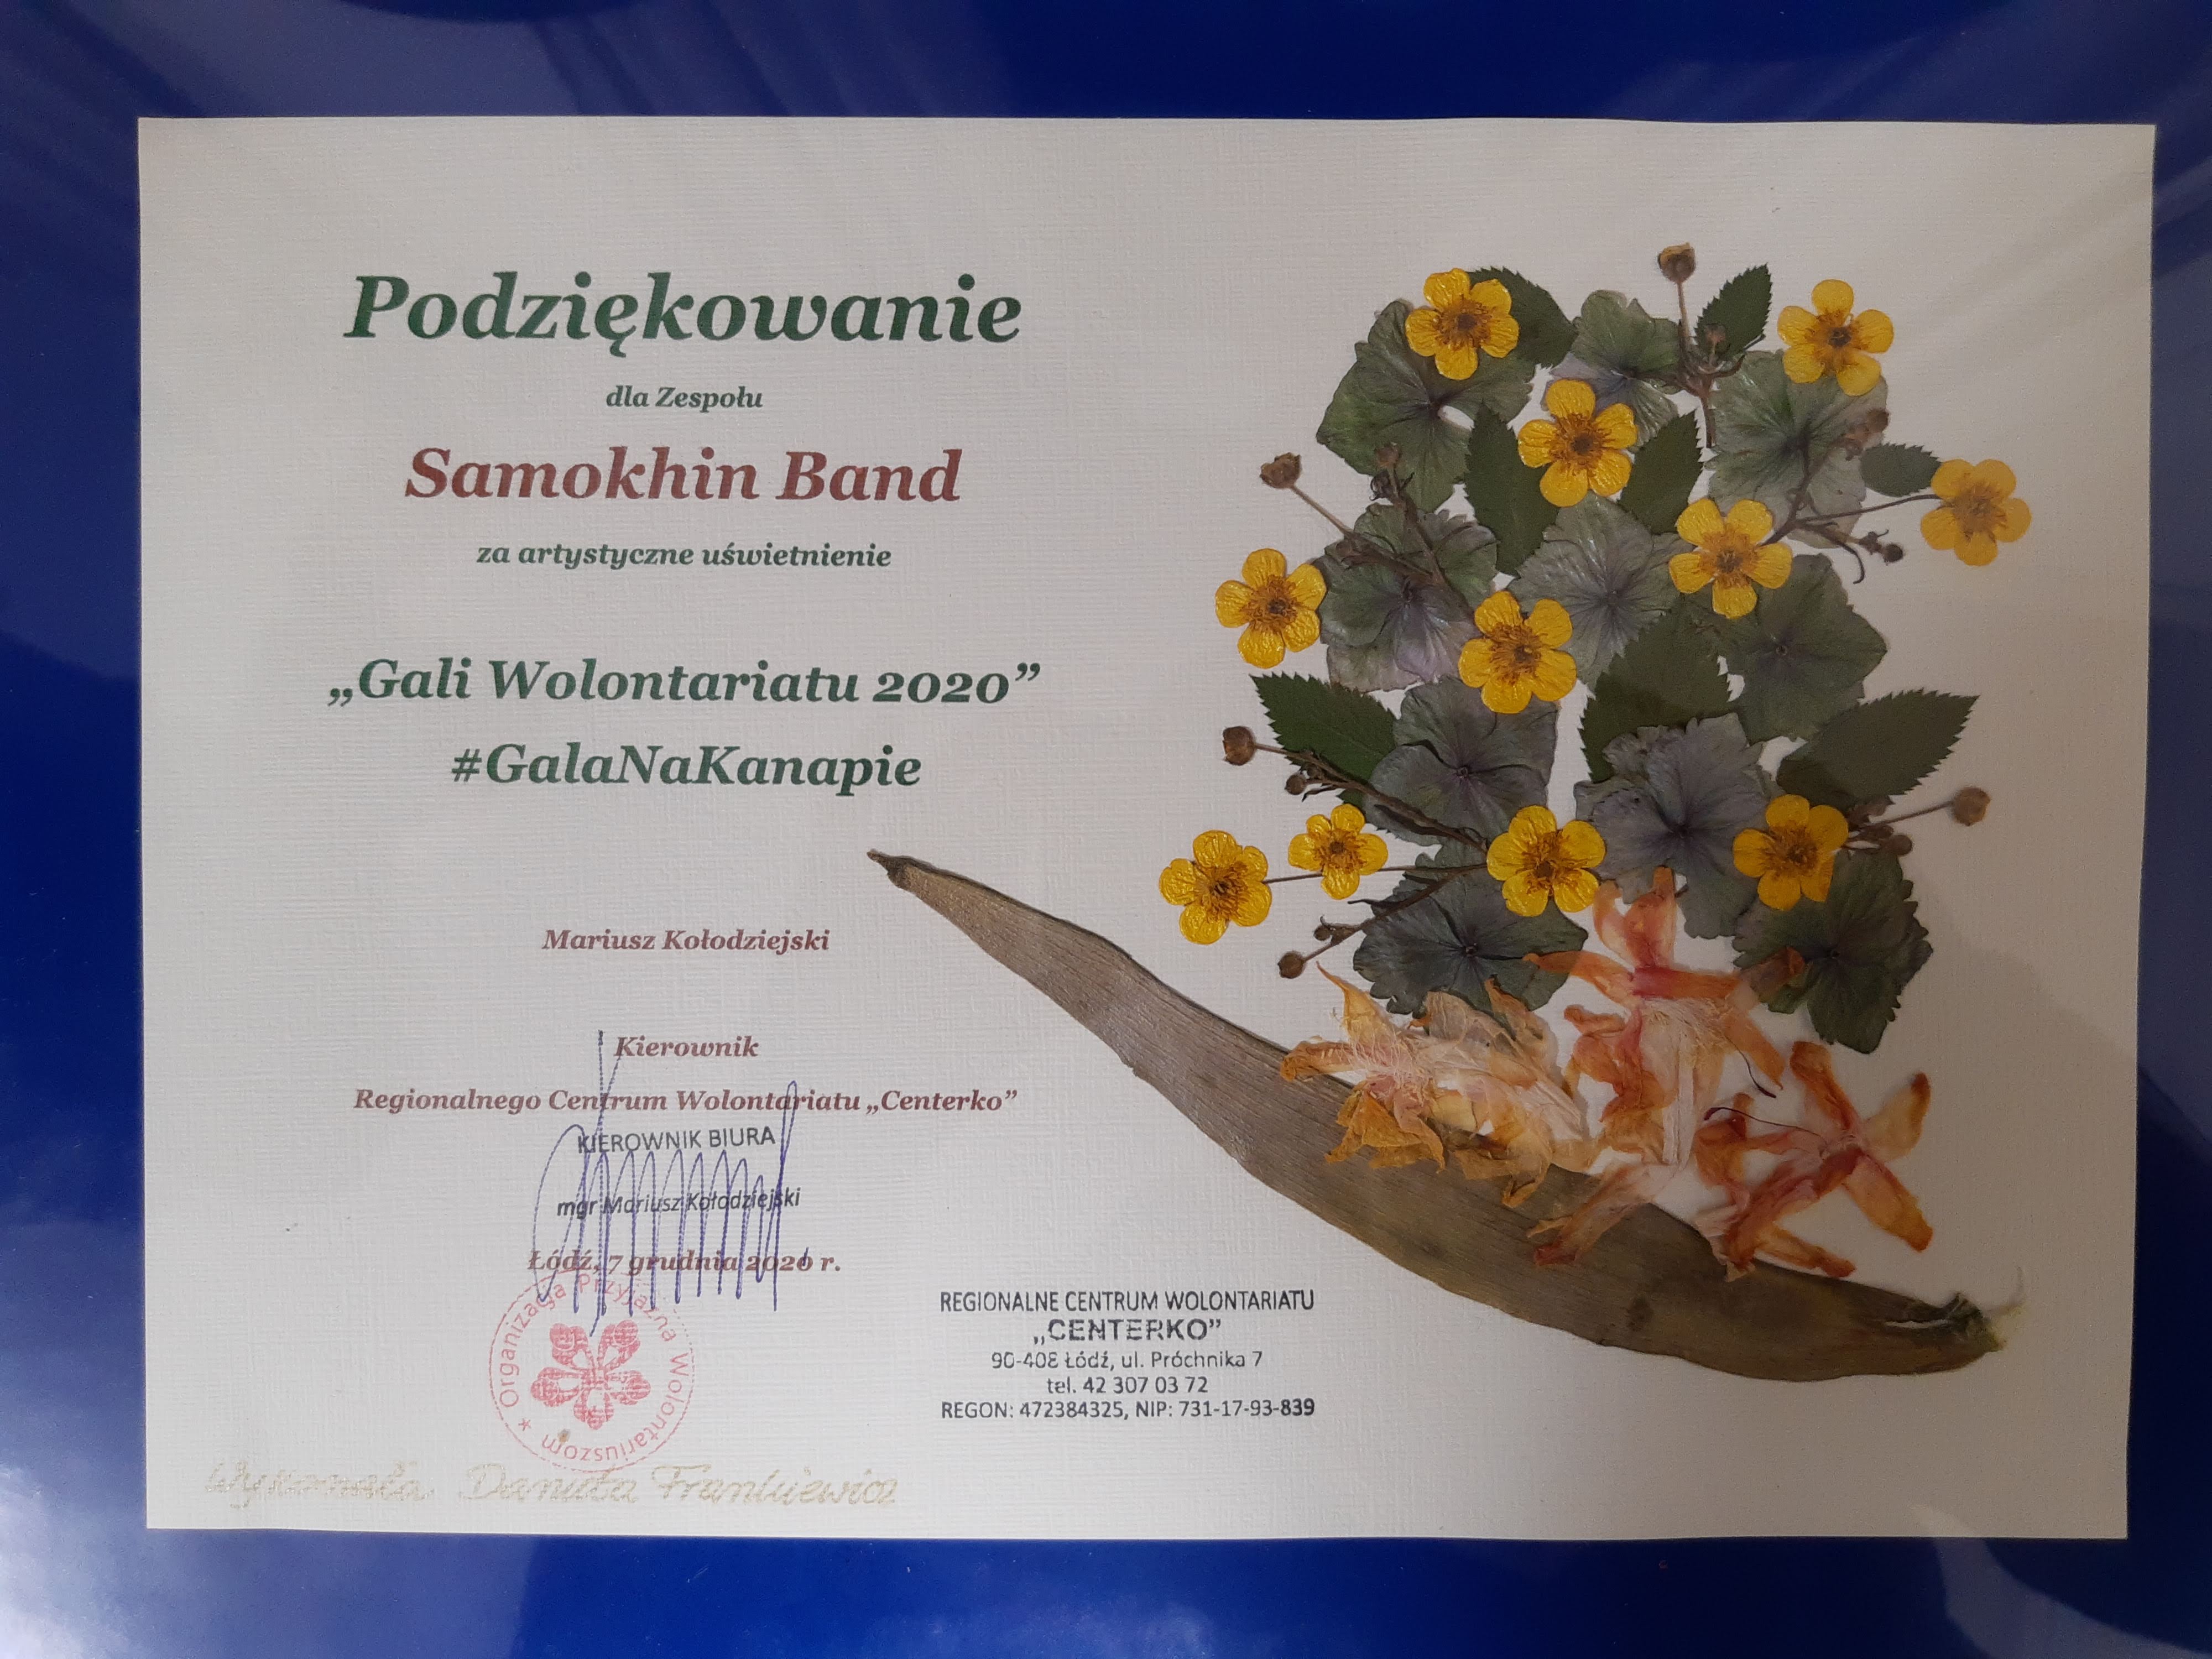 Podziękowanie
dla Zespołu
Samokhin Band
za artystyczne uświetnienie
„Gali Wolontariatu 2020”
#GalaNaKanapie
Mariusz Kołodziejski
Kierownik
Regionalnego Centrum Wolontariatu „Centerko”
KIEROWNIK BIURA
mgr Mariusz Kołodziejski
Łódź, 7 grudnia 2020 r.
Organizacja Przyjazna Wolontariuszom
REGIONALNE CENTRUM WOLONTARIATU
„CENTERKO”
90-408 Łódź, ul. Próchnika 7
tel. 42 307 03 72
REGON: 472384325, NIP: 731-17-93-839
Wykonała Danuta Frankiewicz